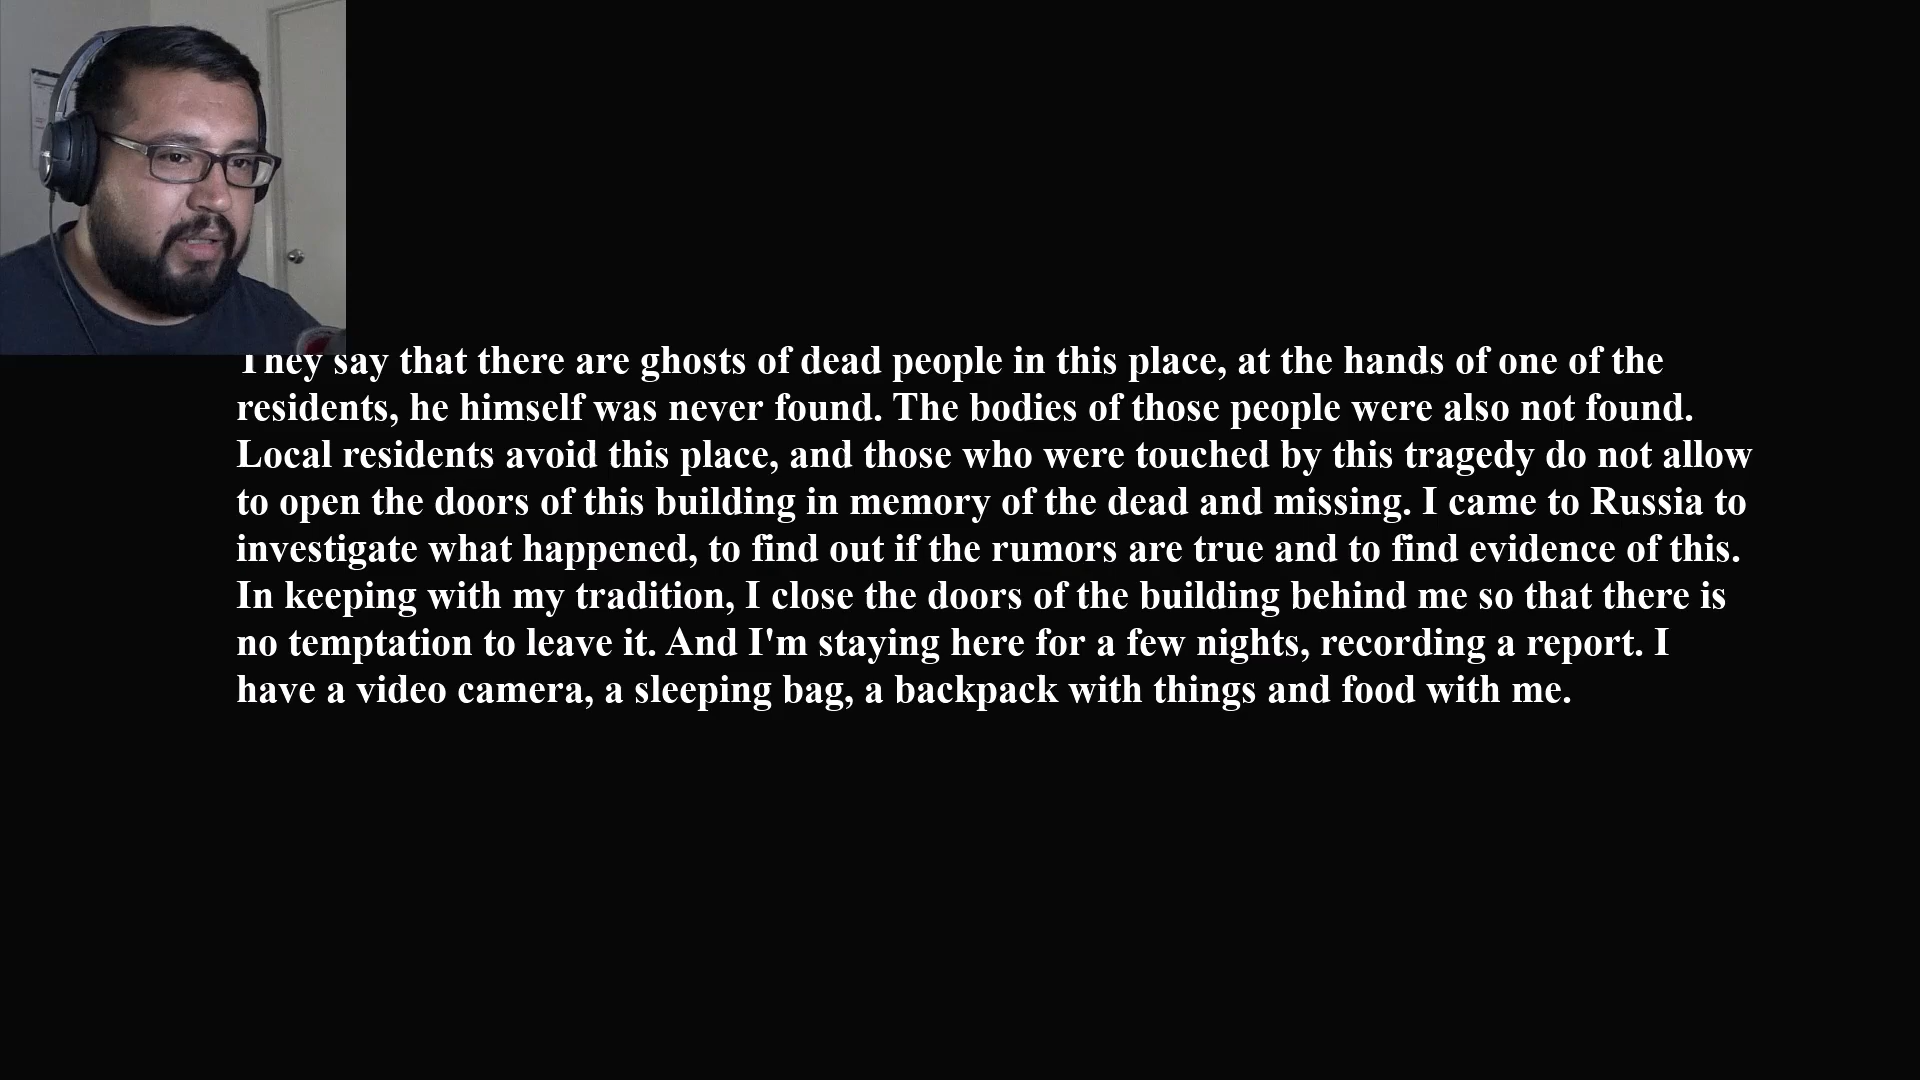 They say that there are ghosts of dead people in this place, at the hands of one of the
residents, he himself was never found. The bodies of those people were also not found.
Local residents avoid this place, and those who were touched by this tragedy do not allow
to open the doors of this building in memory of the dead and missing. I came to Russia to
investigate what happened, to find out if the rumors are true and to find evidence of this.
In keeping with my tradition, I close the doors of the building behind me so that there is
no temptation to leave it. And I'm staying here for a few nights, recording a report. I
have a video camera, a sleeping bag, a backpack with things and food with me.